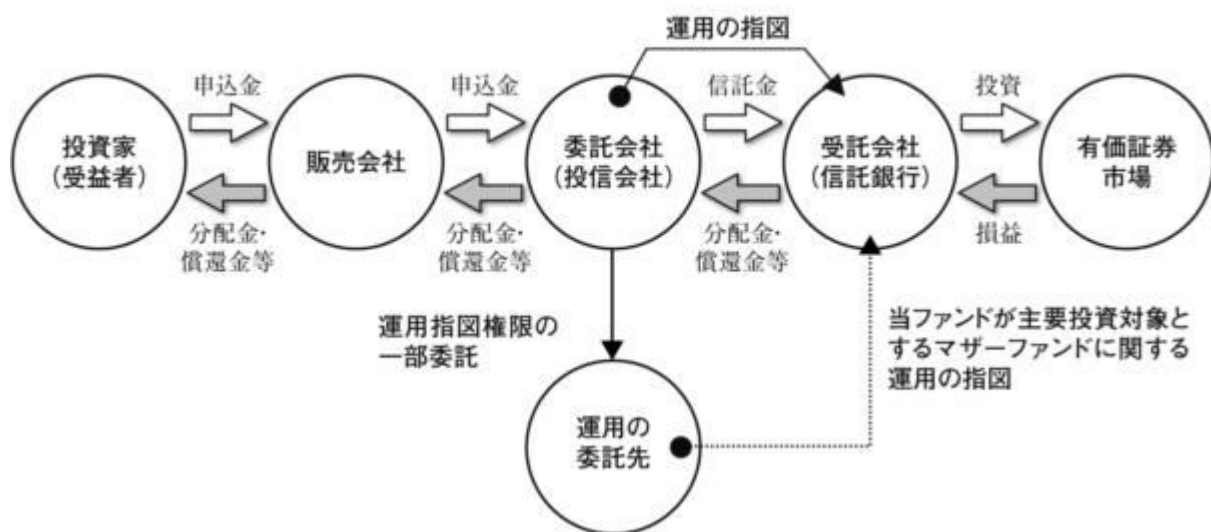 運用の指図
申込金
申込金
信託金
投資
投資家
（受益者）
販売会社
委託会社
（投信会社）
受託会社
（信託銀行）
有価証券
市場
分配金・
償還金等
分配金・
償還金等
分配金・
償還金等
損益
運用指図権限の
一部委託
当ファンドが主要投資対象と
するマザーファンドに関する
運用の指図
運用の
委託先